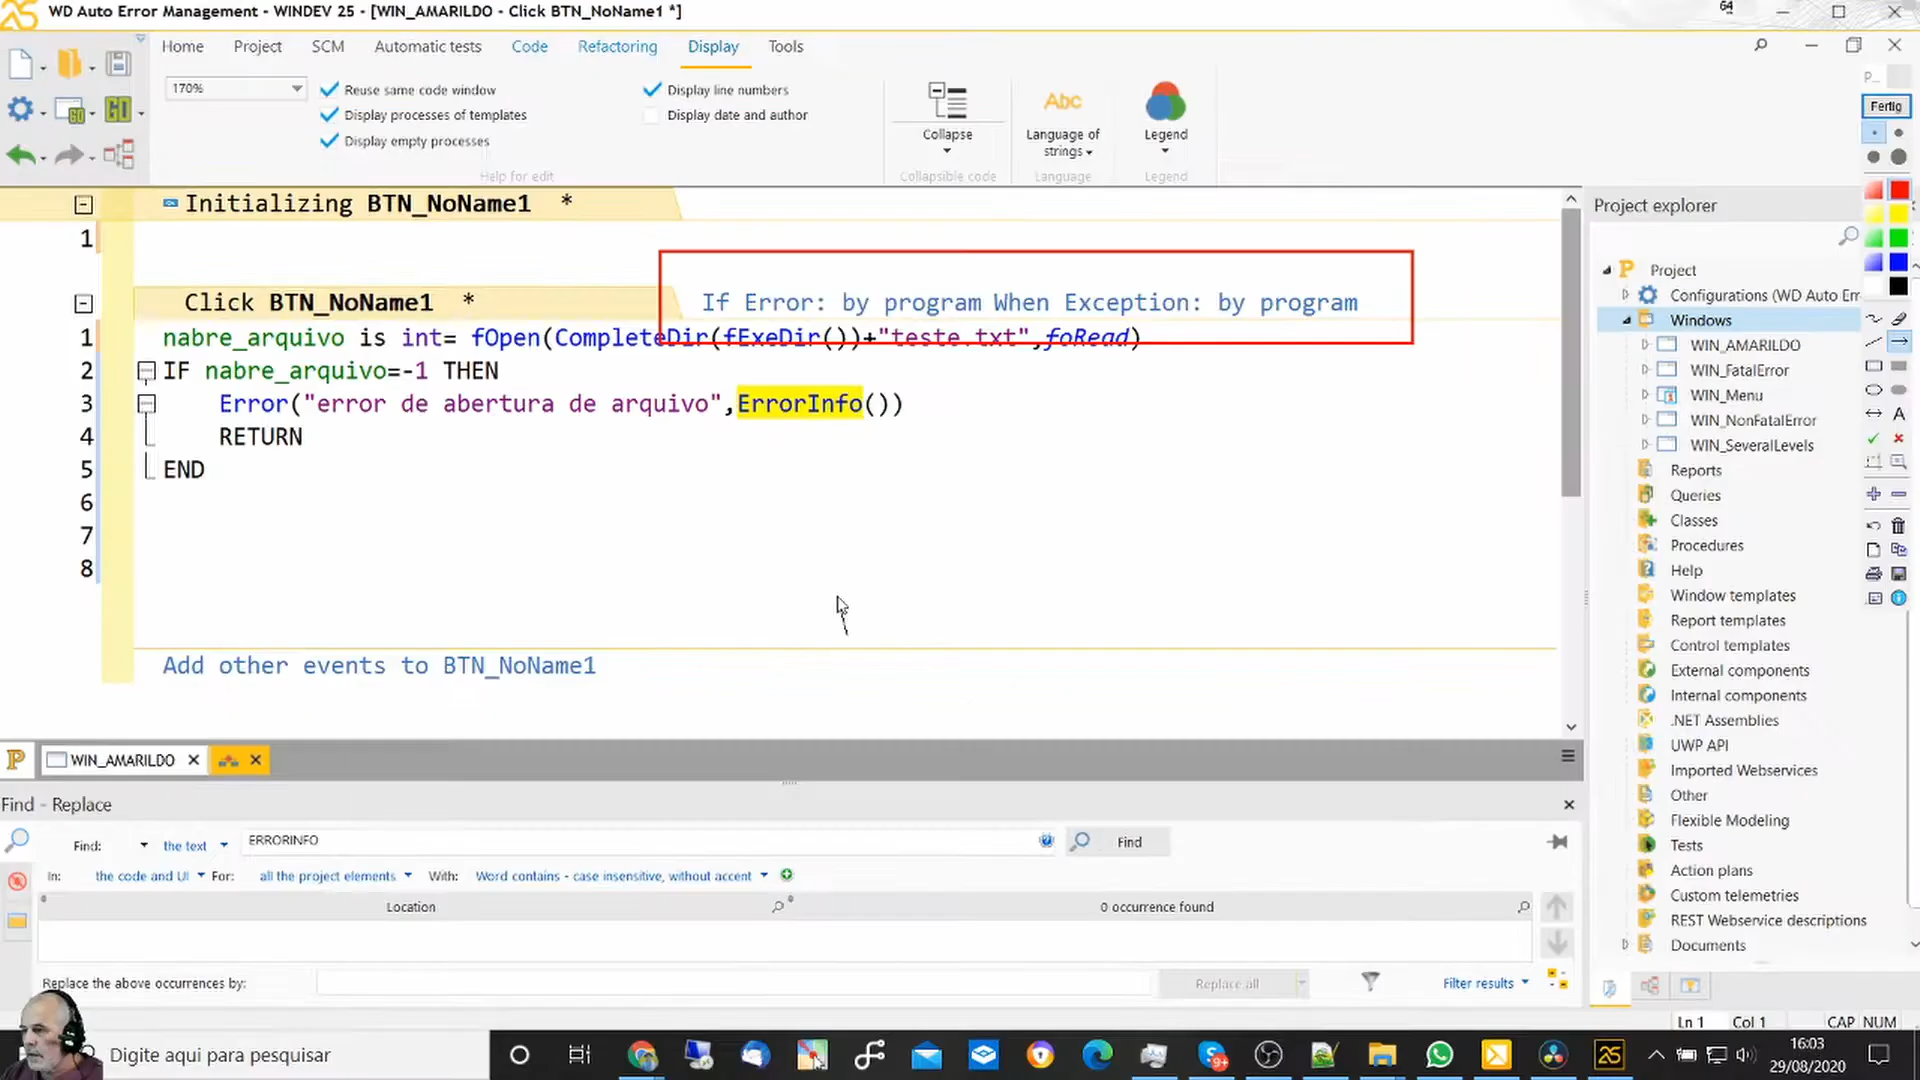 WD Auto Error Management - WINDEV 25 - [WIN_AMARILDO - Click BTN_NoName1 *]
64
Home Project SCM Automatic tests Code Refactoring Display Tools
170%
Reuse same code window
Display processes of templates
Display empty processes
Display line numbers
Display date and author
Help for edit
Collapse
Collapsible code
Abc
Language of
strings
Language
Legend
Legend
P...
Fertig
Initializing BTN_NoName1 *
1
Click BTN_NoName1 * If Error: by program When Exception: by program
1 nabre_arquivo is int= fOpen(CompleteDir(fExeDir())+"teste.txt",foRead)
2 IF nabre_arquivo=-1 THEN
3 Error("error de abertura de arquivo",ErrorInfo())
4 RETURN
5 END
6
7
8
Add other events to BTN_NoName1
Project explorer
Project
Configurations (WD Auto Err
Windows
WIN_AMARILDO
WIN_FatalError
WIN_Menu
WIN_NonFatalError
WIN_SeveralLevels
Reports
Queries
Classes
Procedures
Help
Window templates
Report templates
Control templates
External components
Internal components
.NET Assemblies
UWP API
Imported Webservices
Other
Flexible Modeling
Tests
Action plans
Custom telemetries
REST Webservice descriptions
Documents
WIN_AMARILDO
Find - Replace
Find: the text ERRORINFO Find
In: the code and UI For: all the project elements With: Word contains - case insensitive, without accent
Location 0 occurrence found
Replace the above occurrences by: Replace all Filter results
Ln 1 Col 1 CAP NUM
Digite aqui para pesquisar
16:03
29/08/2020